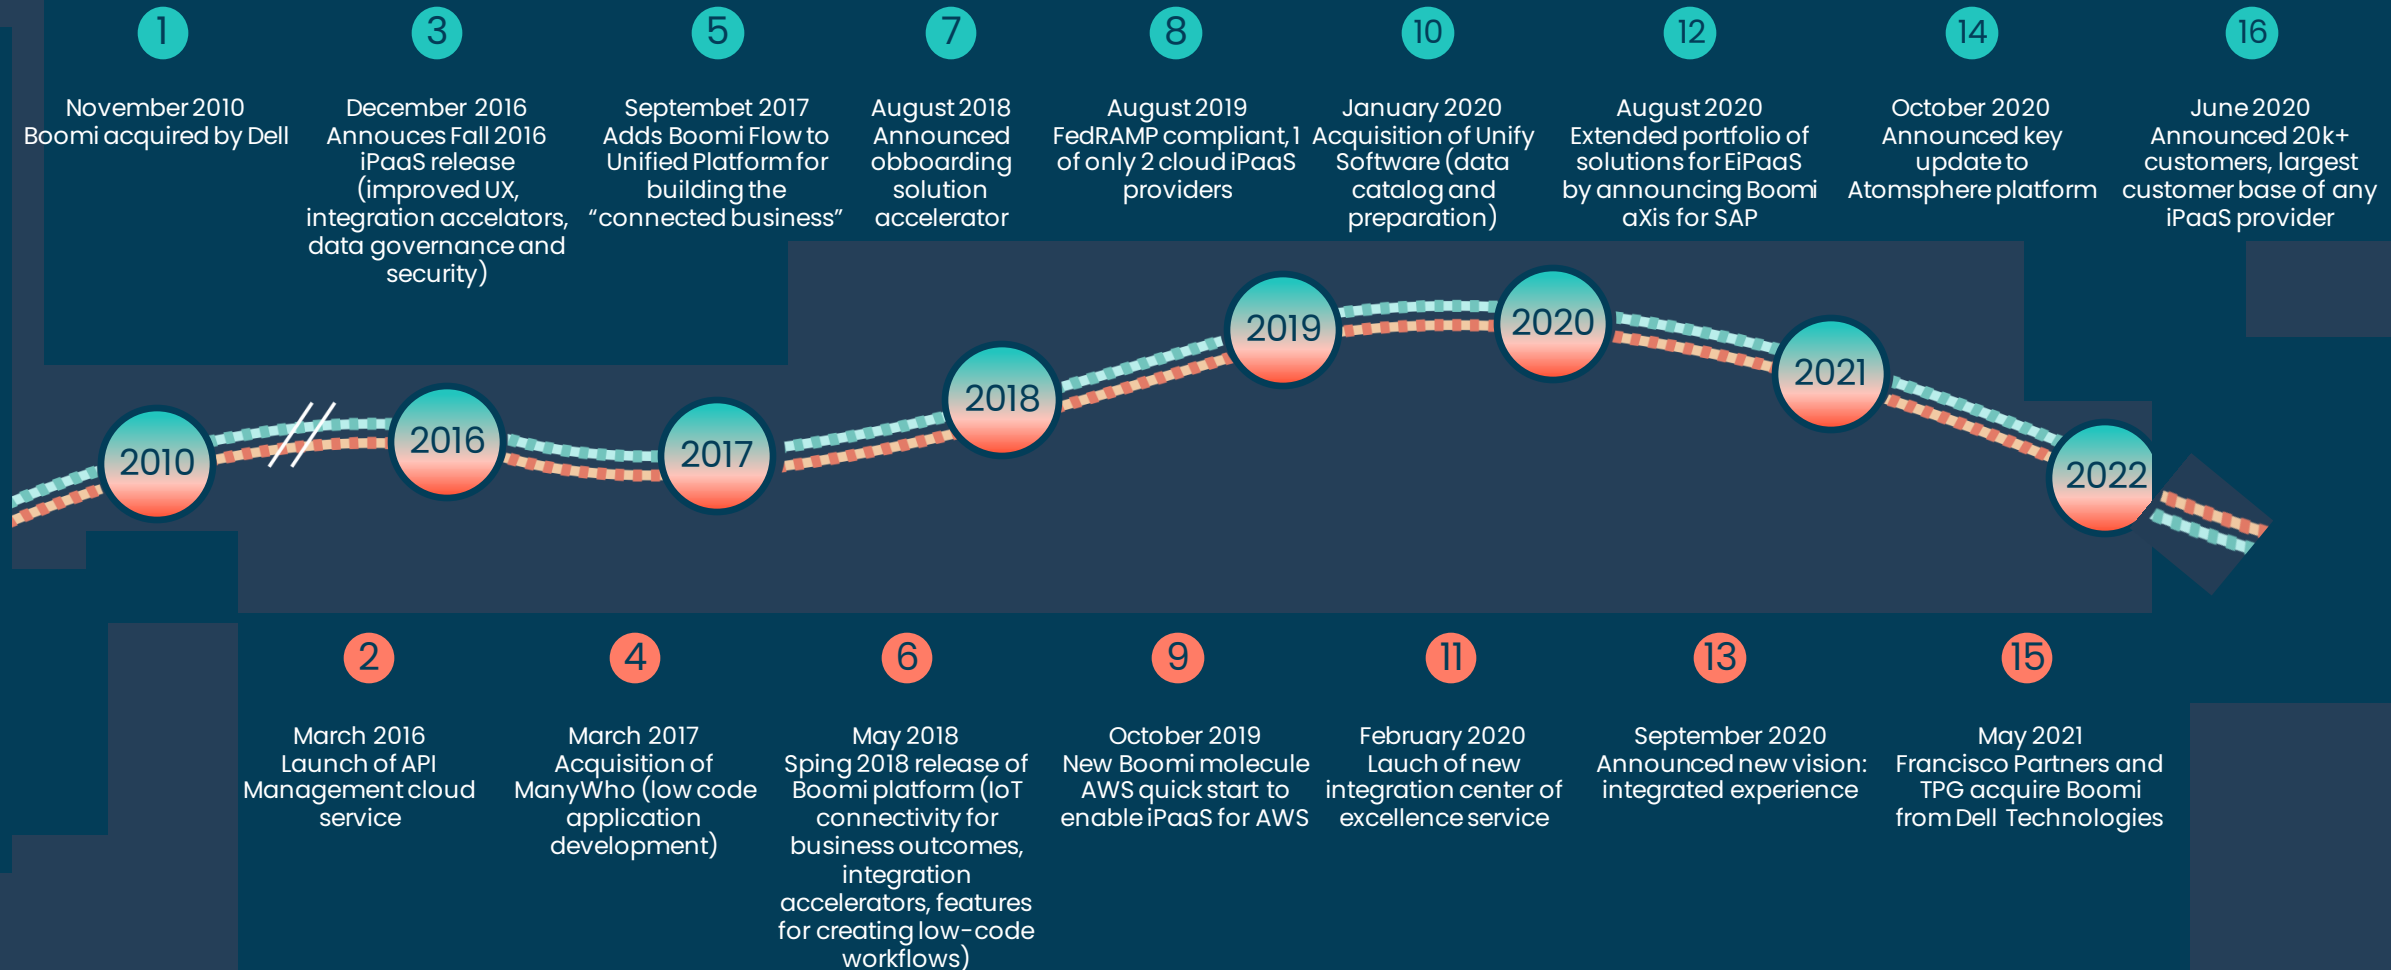 1
November 2010
Boomi acquired by Dell
3
December 2016
Annouces Fall 2016
iPaaS release
(improved UX,
integration accelators,
data governance and
security)
5
Septembet 2017
Adds Boomi Flow to
Unified Platform for
building the
“connected business”
7
August 2018
Announced
obboarding
solution
accelerator
8
August 2019
FedRAMP compliant, 1
of only 2 cloud iPaaS
providers
10
January 2020
Acquisition of Unify
Software (data
catalog and
preparation)
12
August 2020
Extended portfolio of
solutions for EiPaaS
by announcing Boomi
aXis for SAP
14
October 2020
Announced key
update to
Atomsphere platform
16
June 2020
Announced 20k+
customers, largest
customer base of any
iPaaS provider
2010
2016
2017
2018
2019
2020
2021
2022
2
March 2016
Launch of API
Management cloud
service
4
March 2017
Acquisition of
ManyWho (low code
application
development)
6
May 2018
Sping 2018 release of
Boomi platform (IoT
connectivity for
business outcomes,
integration
accelerators, features
for creating low-code
workflows)
9
October 2019
New Boomi molecule
AWS quick start to
enable iPaaS for AWS
11
February 2020
Lauch of new
integration center of
excellence service
13
September 2020
Announced new vision:
integrated experience
15
May 2021
Francisco Partners and
TPG acquire Boomi
from Dell Technologies